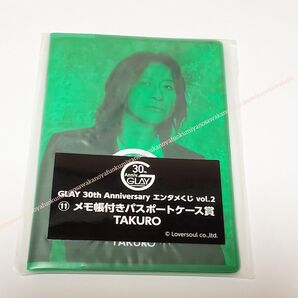 30th
Anniversary
GLAY
GLAY 30th Anniversary エンタメくじ vol.2
⑪ メモ帳付きパスポートケース賞
TAKURO
© Loversoul co.,ltd.
TAKURO